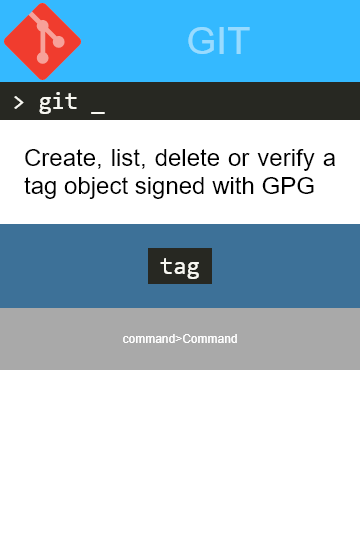 GIT
> git _
Create, list, delete or verify a
tag object signed with GPG
tag
command>Command